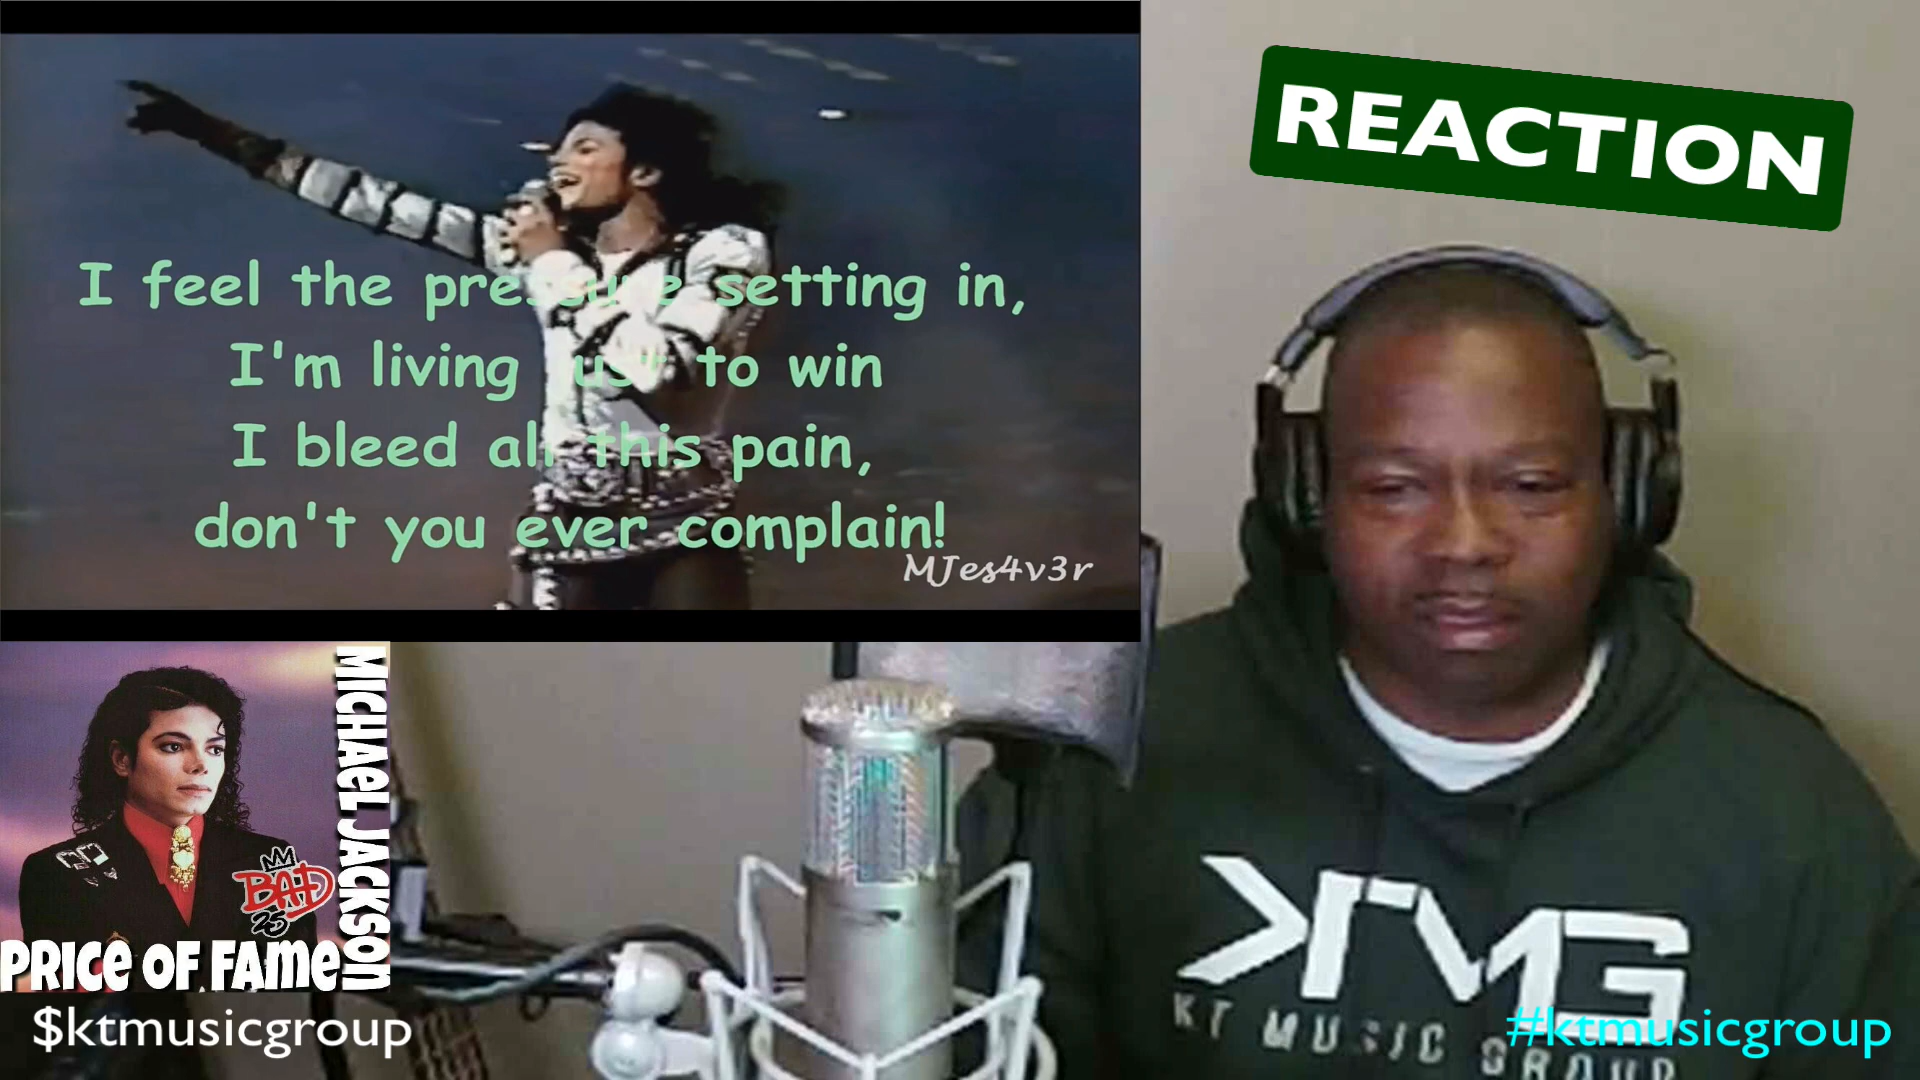 REACTION
I feel the pressure setting in,
I'm living just to win
I bleed all this pain,
don't you ever complain!
MJes4v3r
MICHAEL JACKSON
BAD
25
PRICE OF FAME
$ktmusicgroup
KTMG
KT MUSIC GROUP
#ktmusicgroup